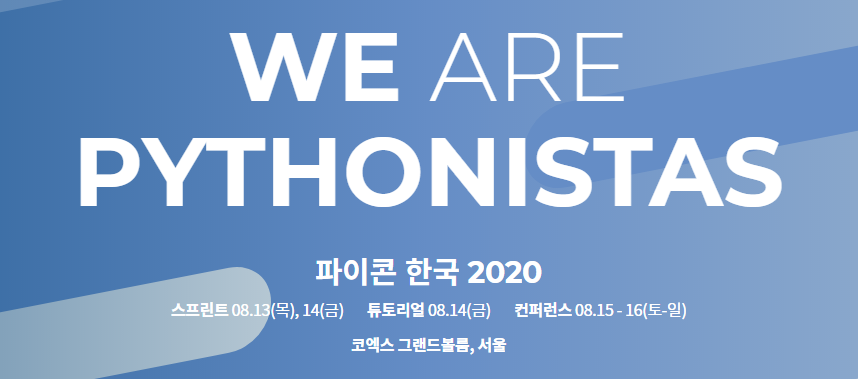 WE ARE
PYTHONISTAS
파이콘 한국 2020
스프린트 08.13(목), 14(금) 튜토리얼 08.14(금) 컨퍼런스 08.15 - 16(토-일)
코엑스 그랜드볼룸, 서울